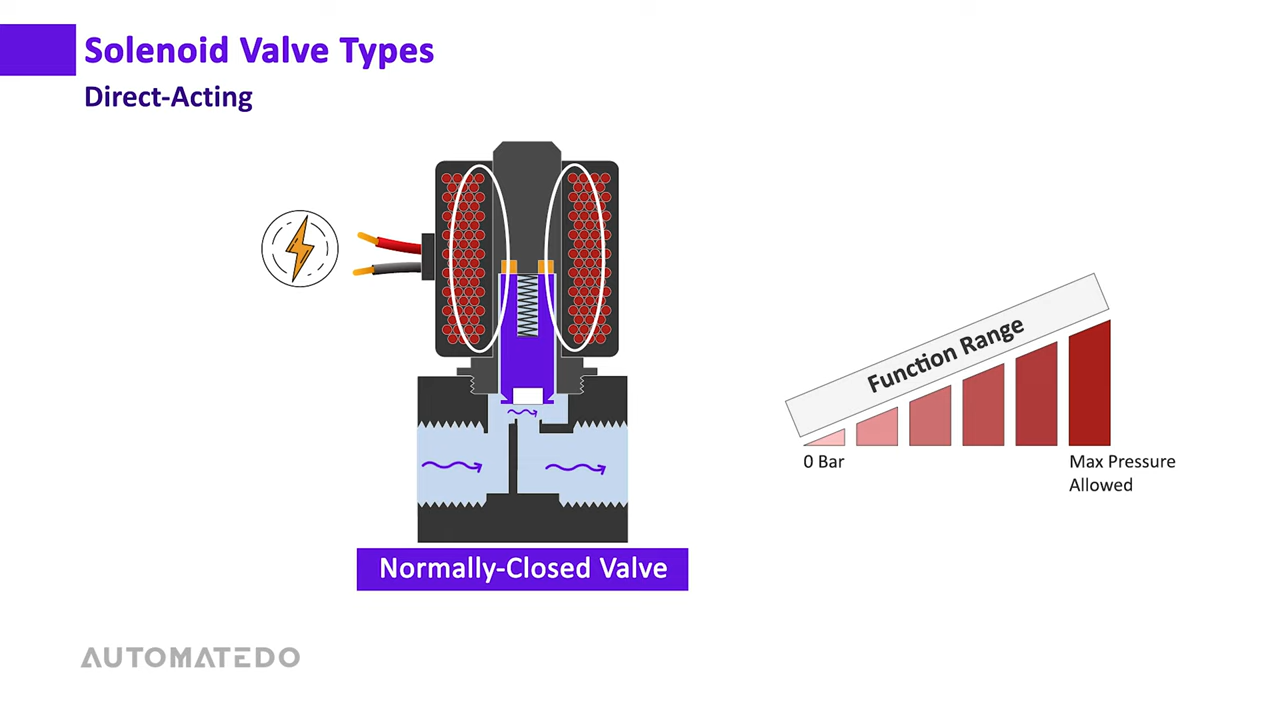 Solenoid Valve Types
Direct-Acting
Function Range
0 Bar
Max Pressure
Allowed
Normally-Closed Valve
AUTOMATEDO